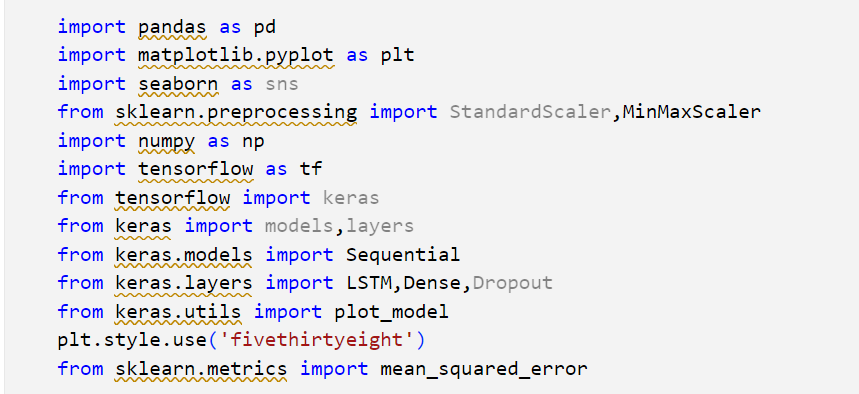 import pandas as pd
import matplotlib.pyplot as plt
import seaborn as sns
from sklearn.preprocessing import StandardScaler,MinMaxScaler
import numpy as np
import tensorflow as tf
from tensorflow import keras
from keras import models,layers
from keras.models import Sequential
from keras.layers import LSTM,Dense,Dropout
from keras.utils import plot_model
plt.style.use('fivethirtyeight')
from sklearn.metrics import mean_squared_error